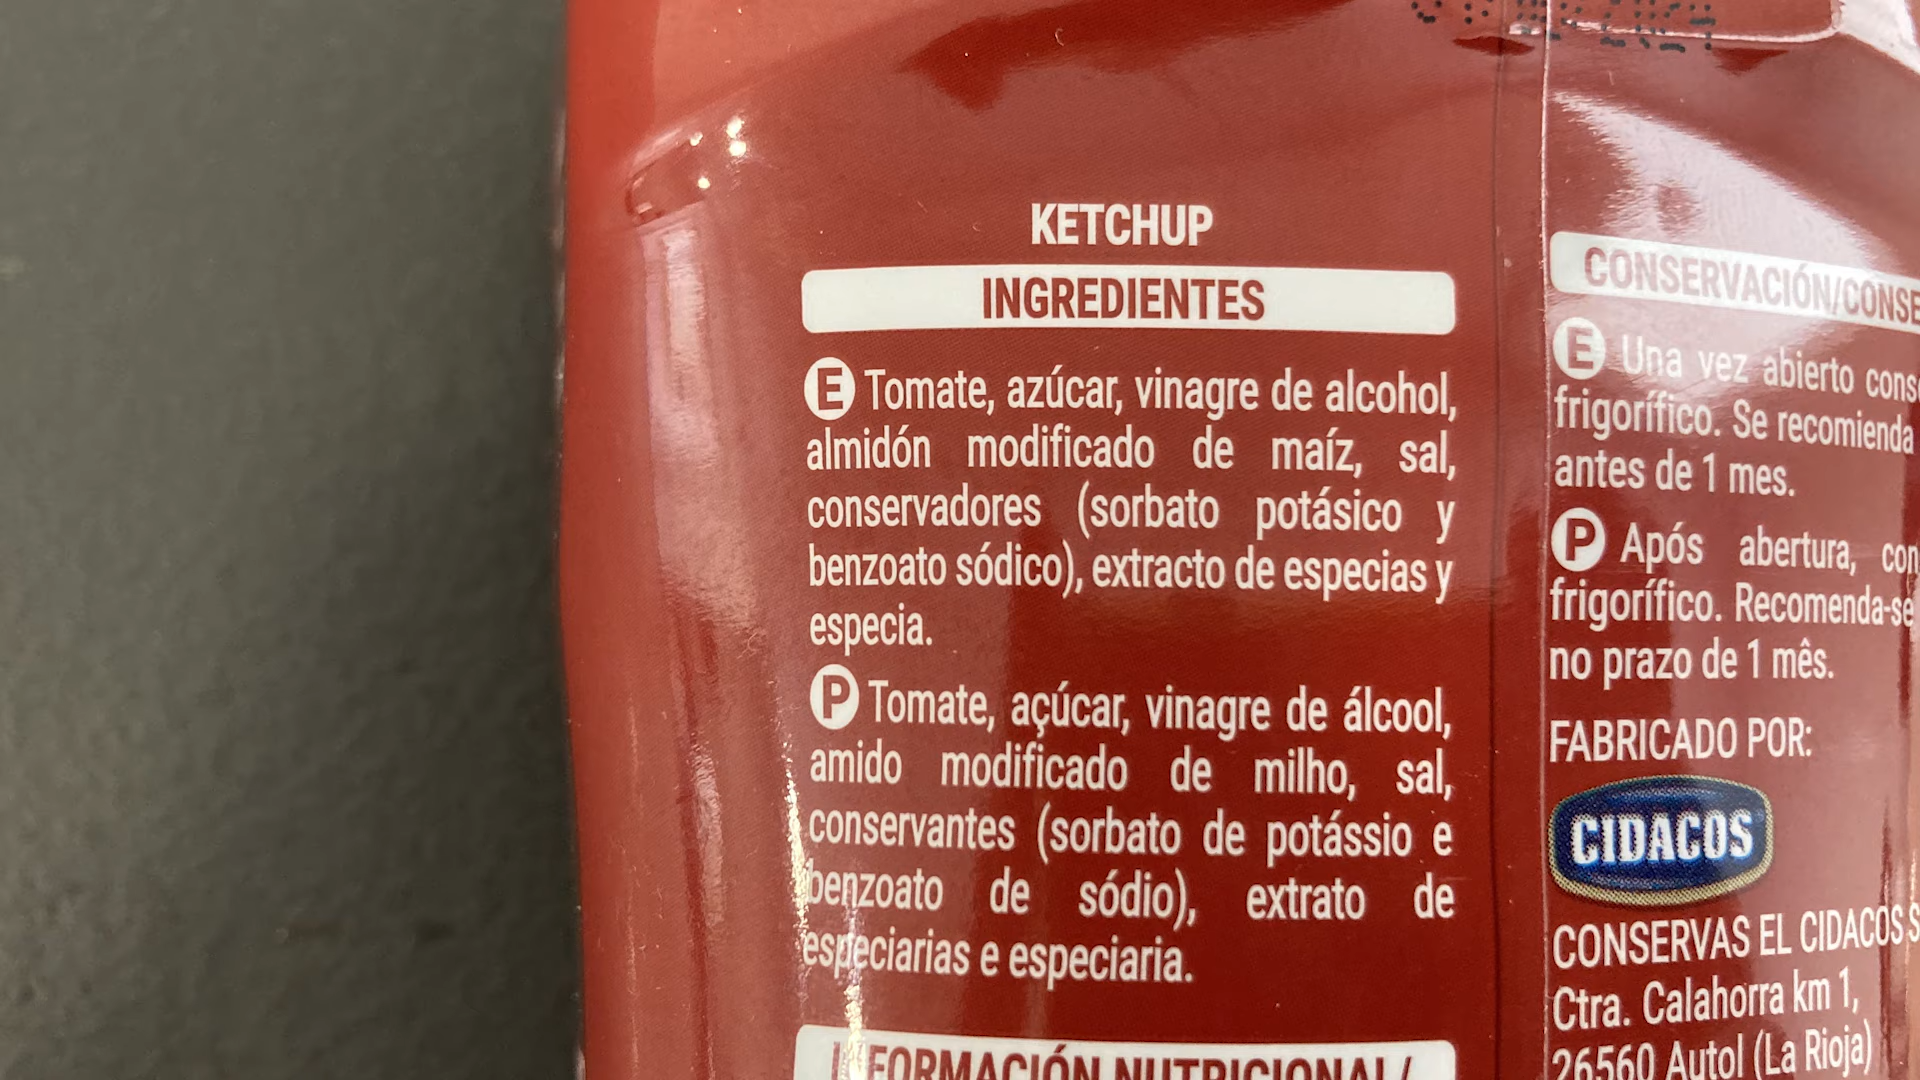 KETCHUP
INGREDIENTES
E Tomate, azúcar, vinagre de alcohol,
almidón modificado de maíz, sal,
conservadores (sorbato potásico y
benzoato sódico), extracto de especias y
especia.
P Tomate, açúcar, vinagre de álcool,
amido modificado de milho, sal,
conservantes (sorbato de potássio e
benzoato de sódio), extrato de
especiarias e especiaria.
INFORMACIÓN NUTRICIONAL/
CONSERVACIÓN/CONSE
E Una vez abierto cons
frigorífico. Se recomienda
antes de 1 mes.
P Após abertura, con
frigorífico. Recomenda-se
no prazo de 1 mês.
FABRICADO POR:
CIDACOS
CONSERVAS EL CIDACOS S
Ctra. Calahorra km 1,
26560 Autol (La Rioja)